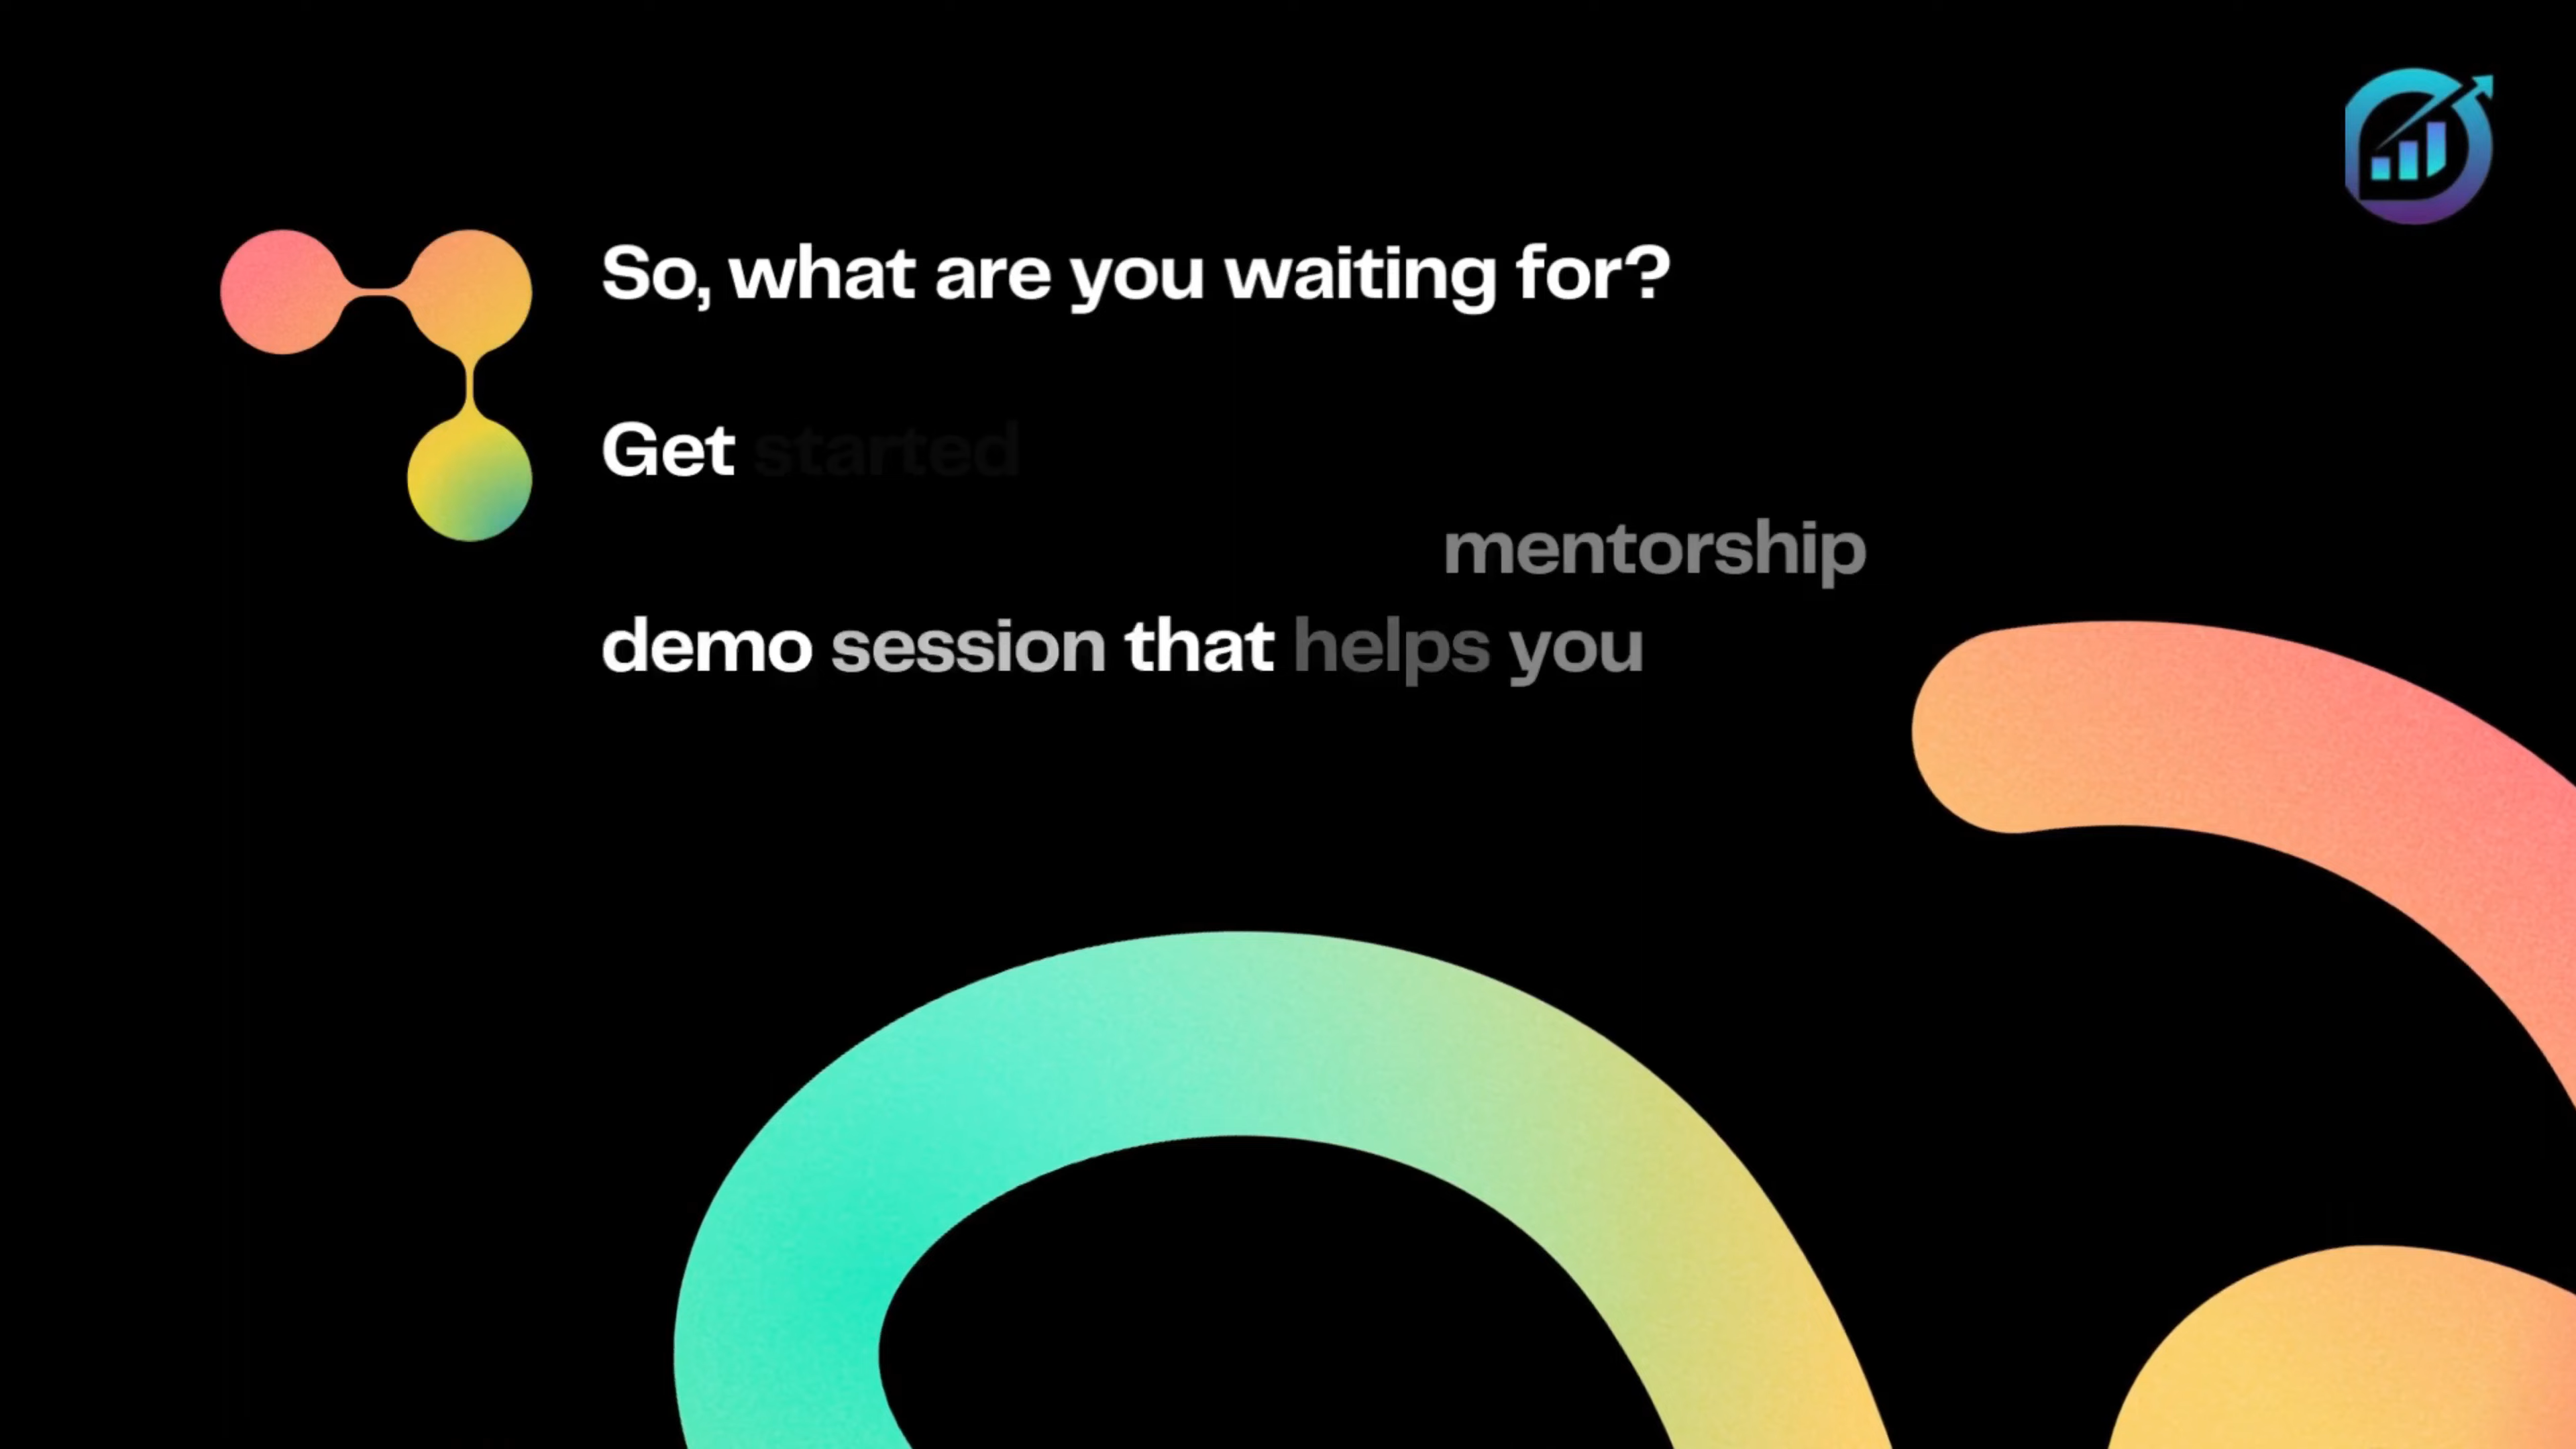 So, what are you waiting for?
Get started
mentorship
demo session that helps you